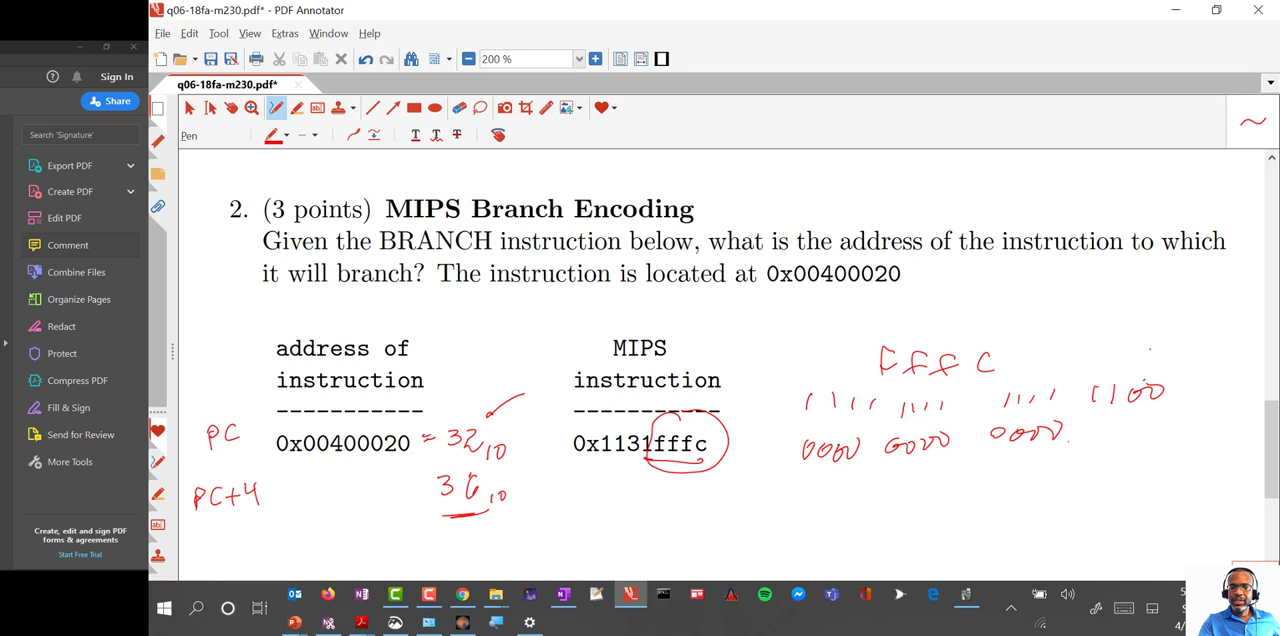 q06-18fa-m230.pdf* - PDF Annotator
File Edit Tool View Extras Window Help
200 %
Sign In
q06-18fa-m230.pdf*
Share
Pen
Search 'Signature'
Export PDF
Create PDF
Edit PDF
Comment
Combine Files
Organize Pages
Redact
Protect
Compress PDF
Fill & Sign
Send for Review
More Tools
Create, edit and sign PDF
forms & agreements
Start Free Trial
2. (3 points) MIPS Branch Encoding
Given the BRANCH instruction below, what is the address of the instruction to which
it will branch? The instruction is located at 0x00400020
address of MIPS
instruction instruction
----------- -----------
f f f c
1111 1111 1111 1100
PC 0x00400020 = 32₁₀ 0x1131fffc
0000 0000 0000
PC+4 36₁₀